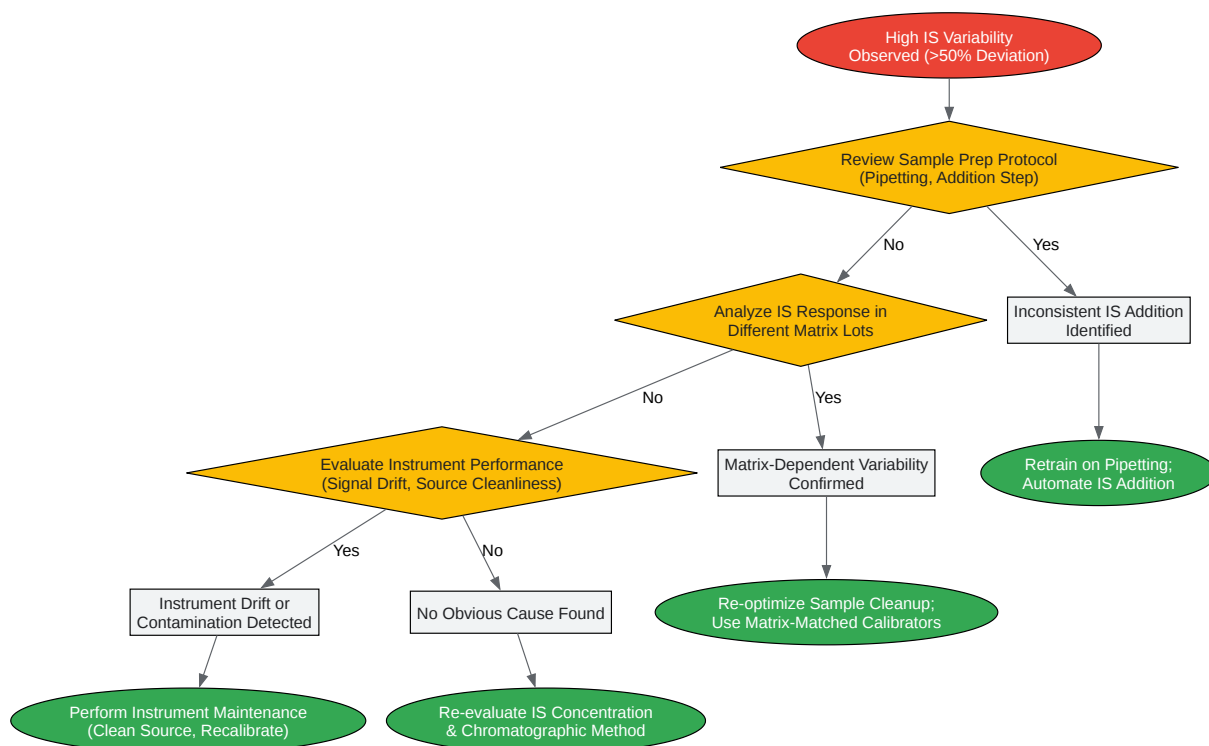 High IS Variability
Observed (>50% Deviation)
Review Sample Prep Protocol
(Pipetting, Addition Step)
No
Yes
Analyze IS Response in
Different Matrix Lots
Inconsistent IS Addition
Identified
No
Yes
Evaluate Instrument Performance
(Signal Drift, Source Cleanliness)
Matrix-Dependent Variability
Confirmed
Retrain on Pipetting;
Automate IS Addition
Yes
No
Instrument Drift or
Contamination Detected
No Obvious Cause Found
Re-optimize Sample Cleanup;
Use Matrix-Matched Calibrators
Perform Instrument Maintenance
(Clean Source, Recalibrate)
Re-evaluate IS Concentration
& Chromatographic Method